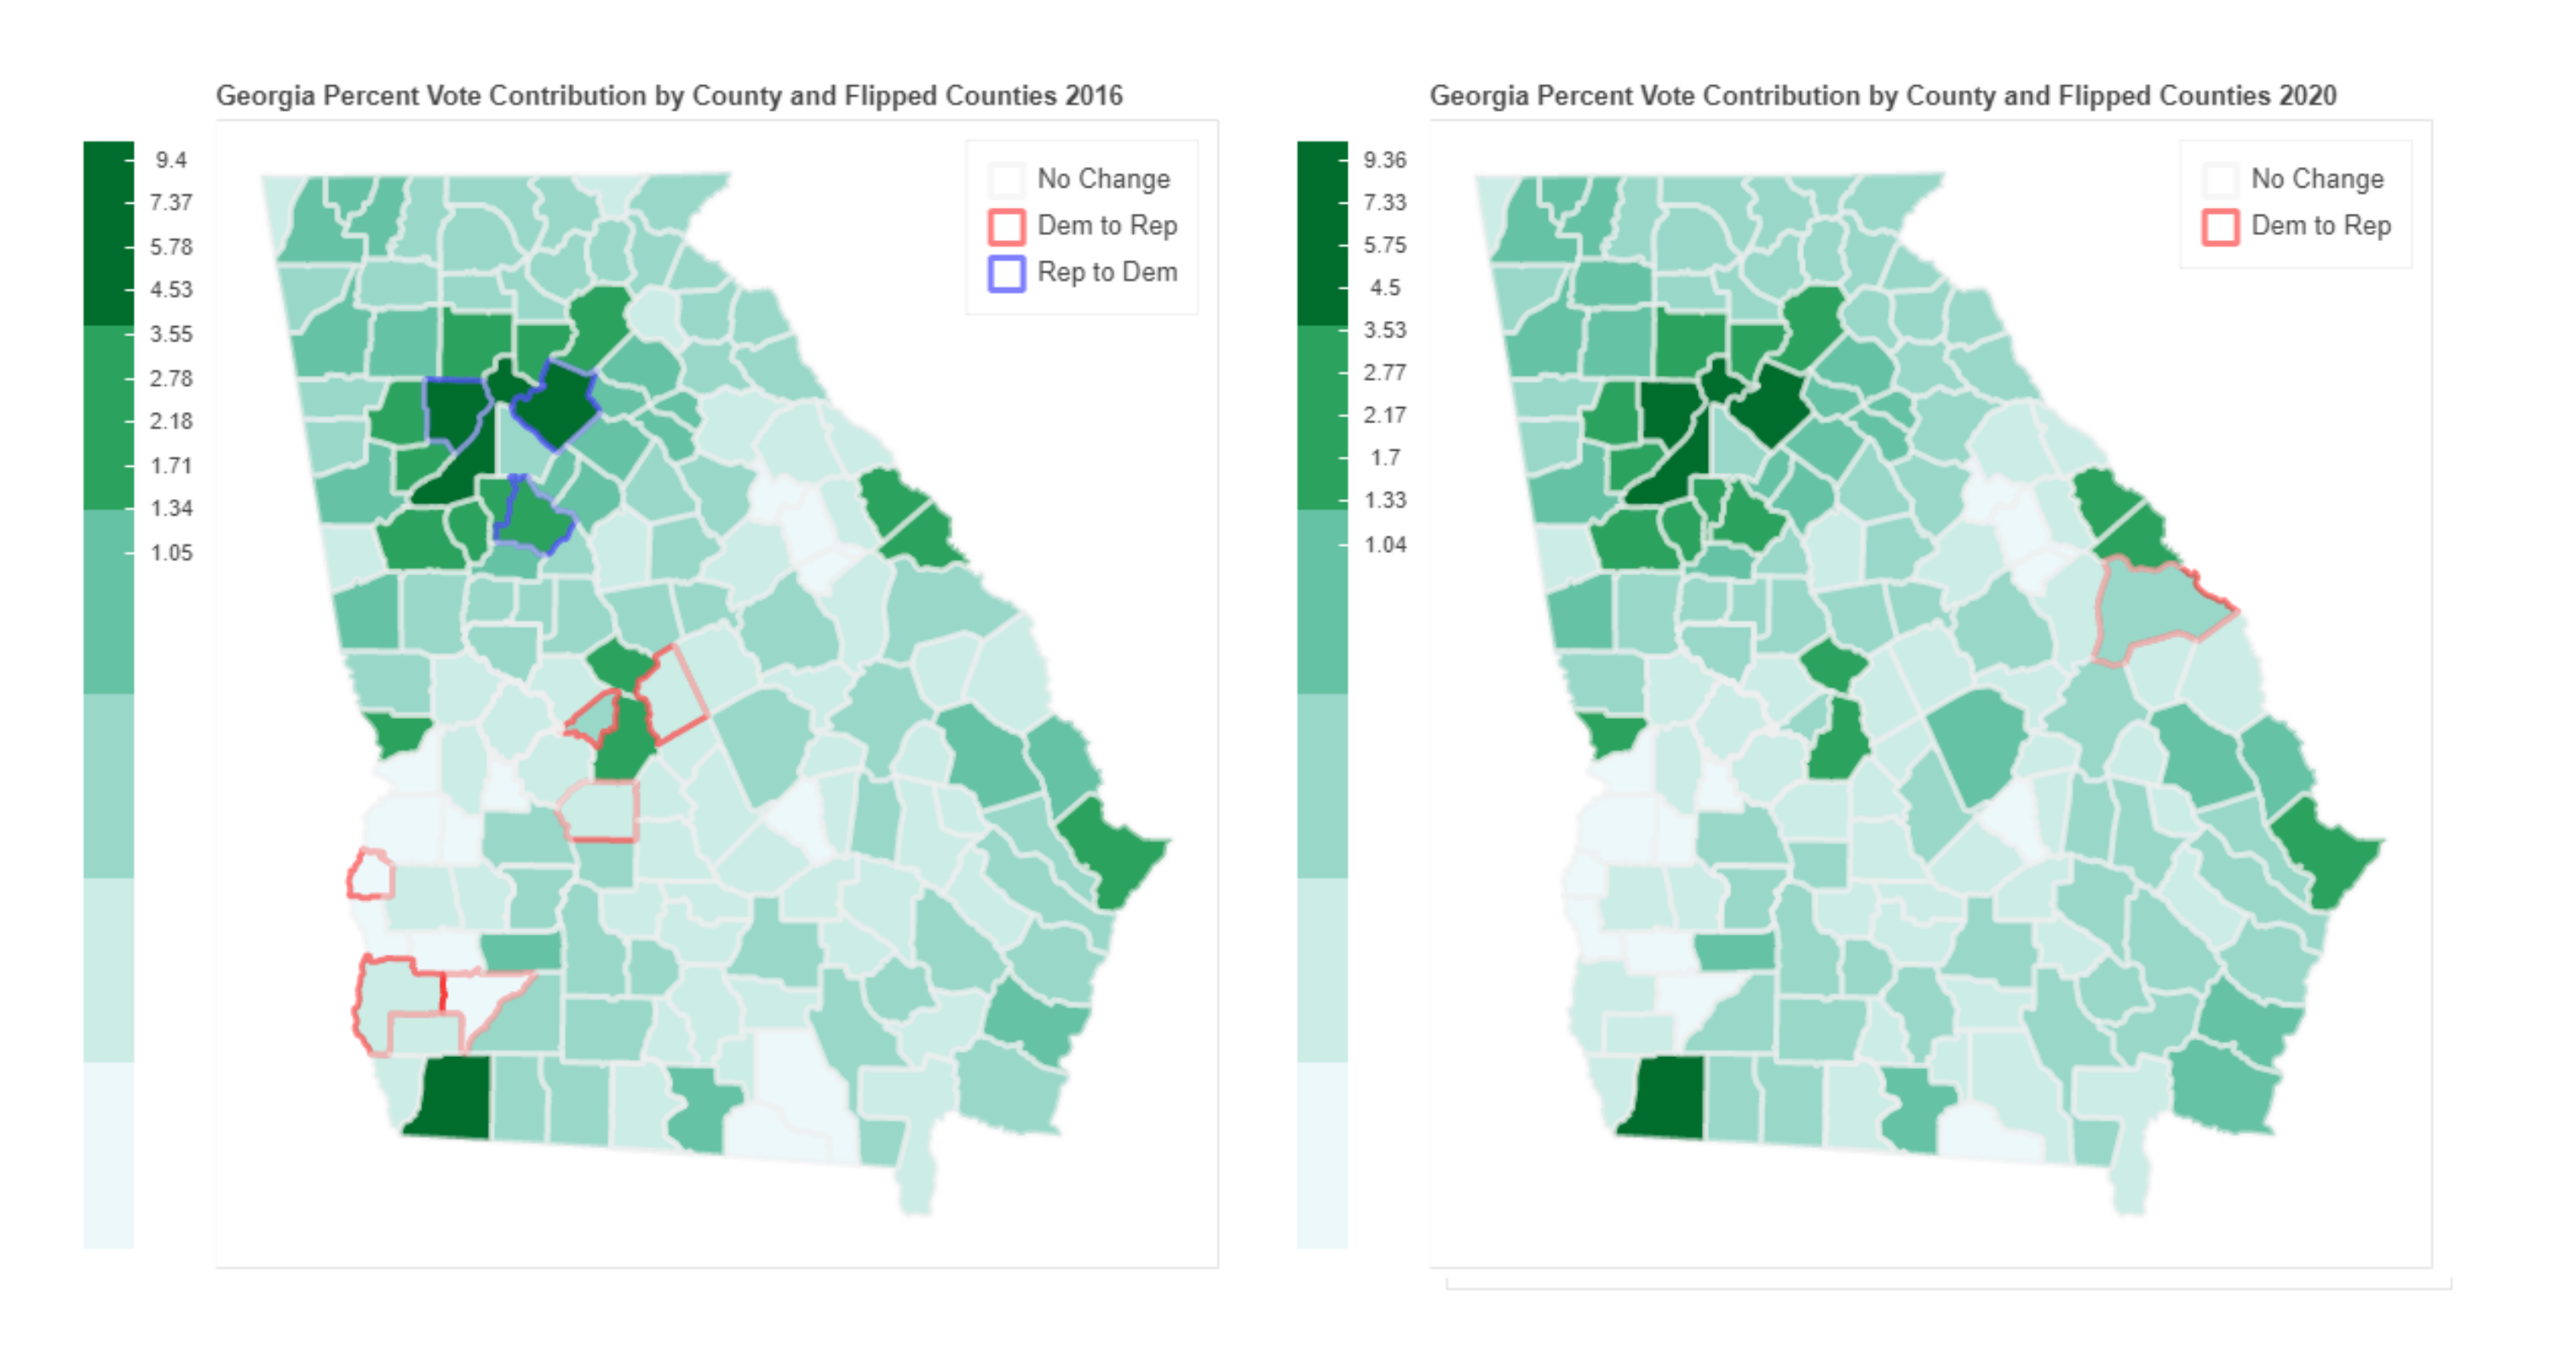 Georgia Percent Vote Contribution by County and Flipped Counties 2016
9.4
7.37
5.78
4.53
3.55
2.78
2.18
1.71
1.34
1.05
No Change
Dem to Rep
Rep to Dem
Georgia Percent Vote Contribution by County and Flipped Counties 2020
9.36
7.33
5.75
4.5
3.53
2.77
2.17
1.7
1.33
1.04
No Change
Dem to Rep